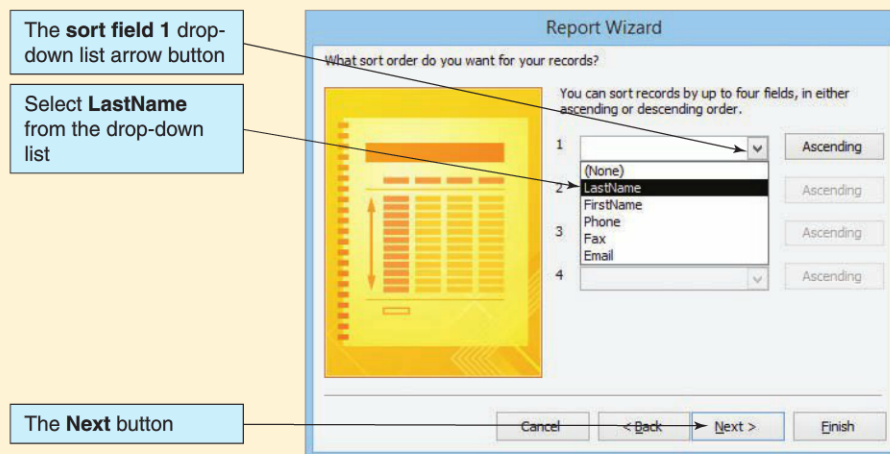 The sort field 1 drop-
down list arrow button
Select LastName
from the drop-down
list
The Next button
Report Wizard
What sort order do you want for your records?
You can sort records by up to four fields, in either
ascending or descending order.
1
Ascending
(None)
2
LastName
Ascending
FirstName
Phone
3
Fax
Ascending
Email
4
Ascending
Cancel
< Back
Next >
Finish